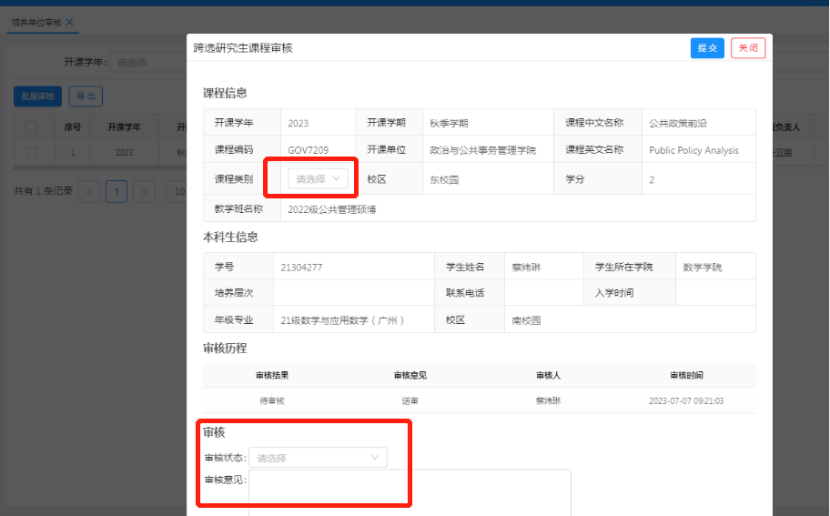 培养单位审核 X
跨选研究生课程审核 提交 关闭
开课学年: 请选择
批量审核 导出
序号 开课学年 开
1 2023 秋
共有 1 条记录 < 1 > 10
负责人
课程信息
开课学年 2023 开课学期 秋季学期 课程中文名称 公共政策前沿
课程编码 GOV7209 开课单位 政治与公共事务管理学院 课程英文名称 Public Policy Analysis
课程类别 请选择 校区 东校园 学分 2
教学班名称 2022级公共管理硕博
本科生信息
学号 21304277 学生姓名 蔡炜琳 学生所在学院 数学学院
培养层次 联系电话 入学时间
年级专业 21级数学与应用数学（广州） 校区 南校园
审核历程
审核结果 审核意见 审核人 审核时间
待审核 送审 蔡炜琳 2023-07-07 09:21:03
审核
审核状态: 请选择
审核意见: